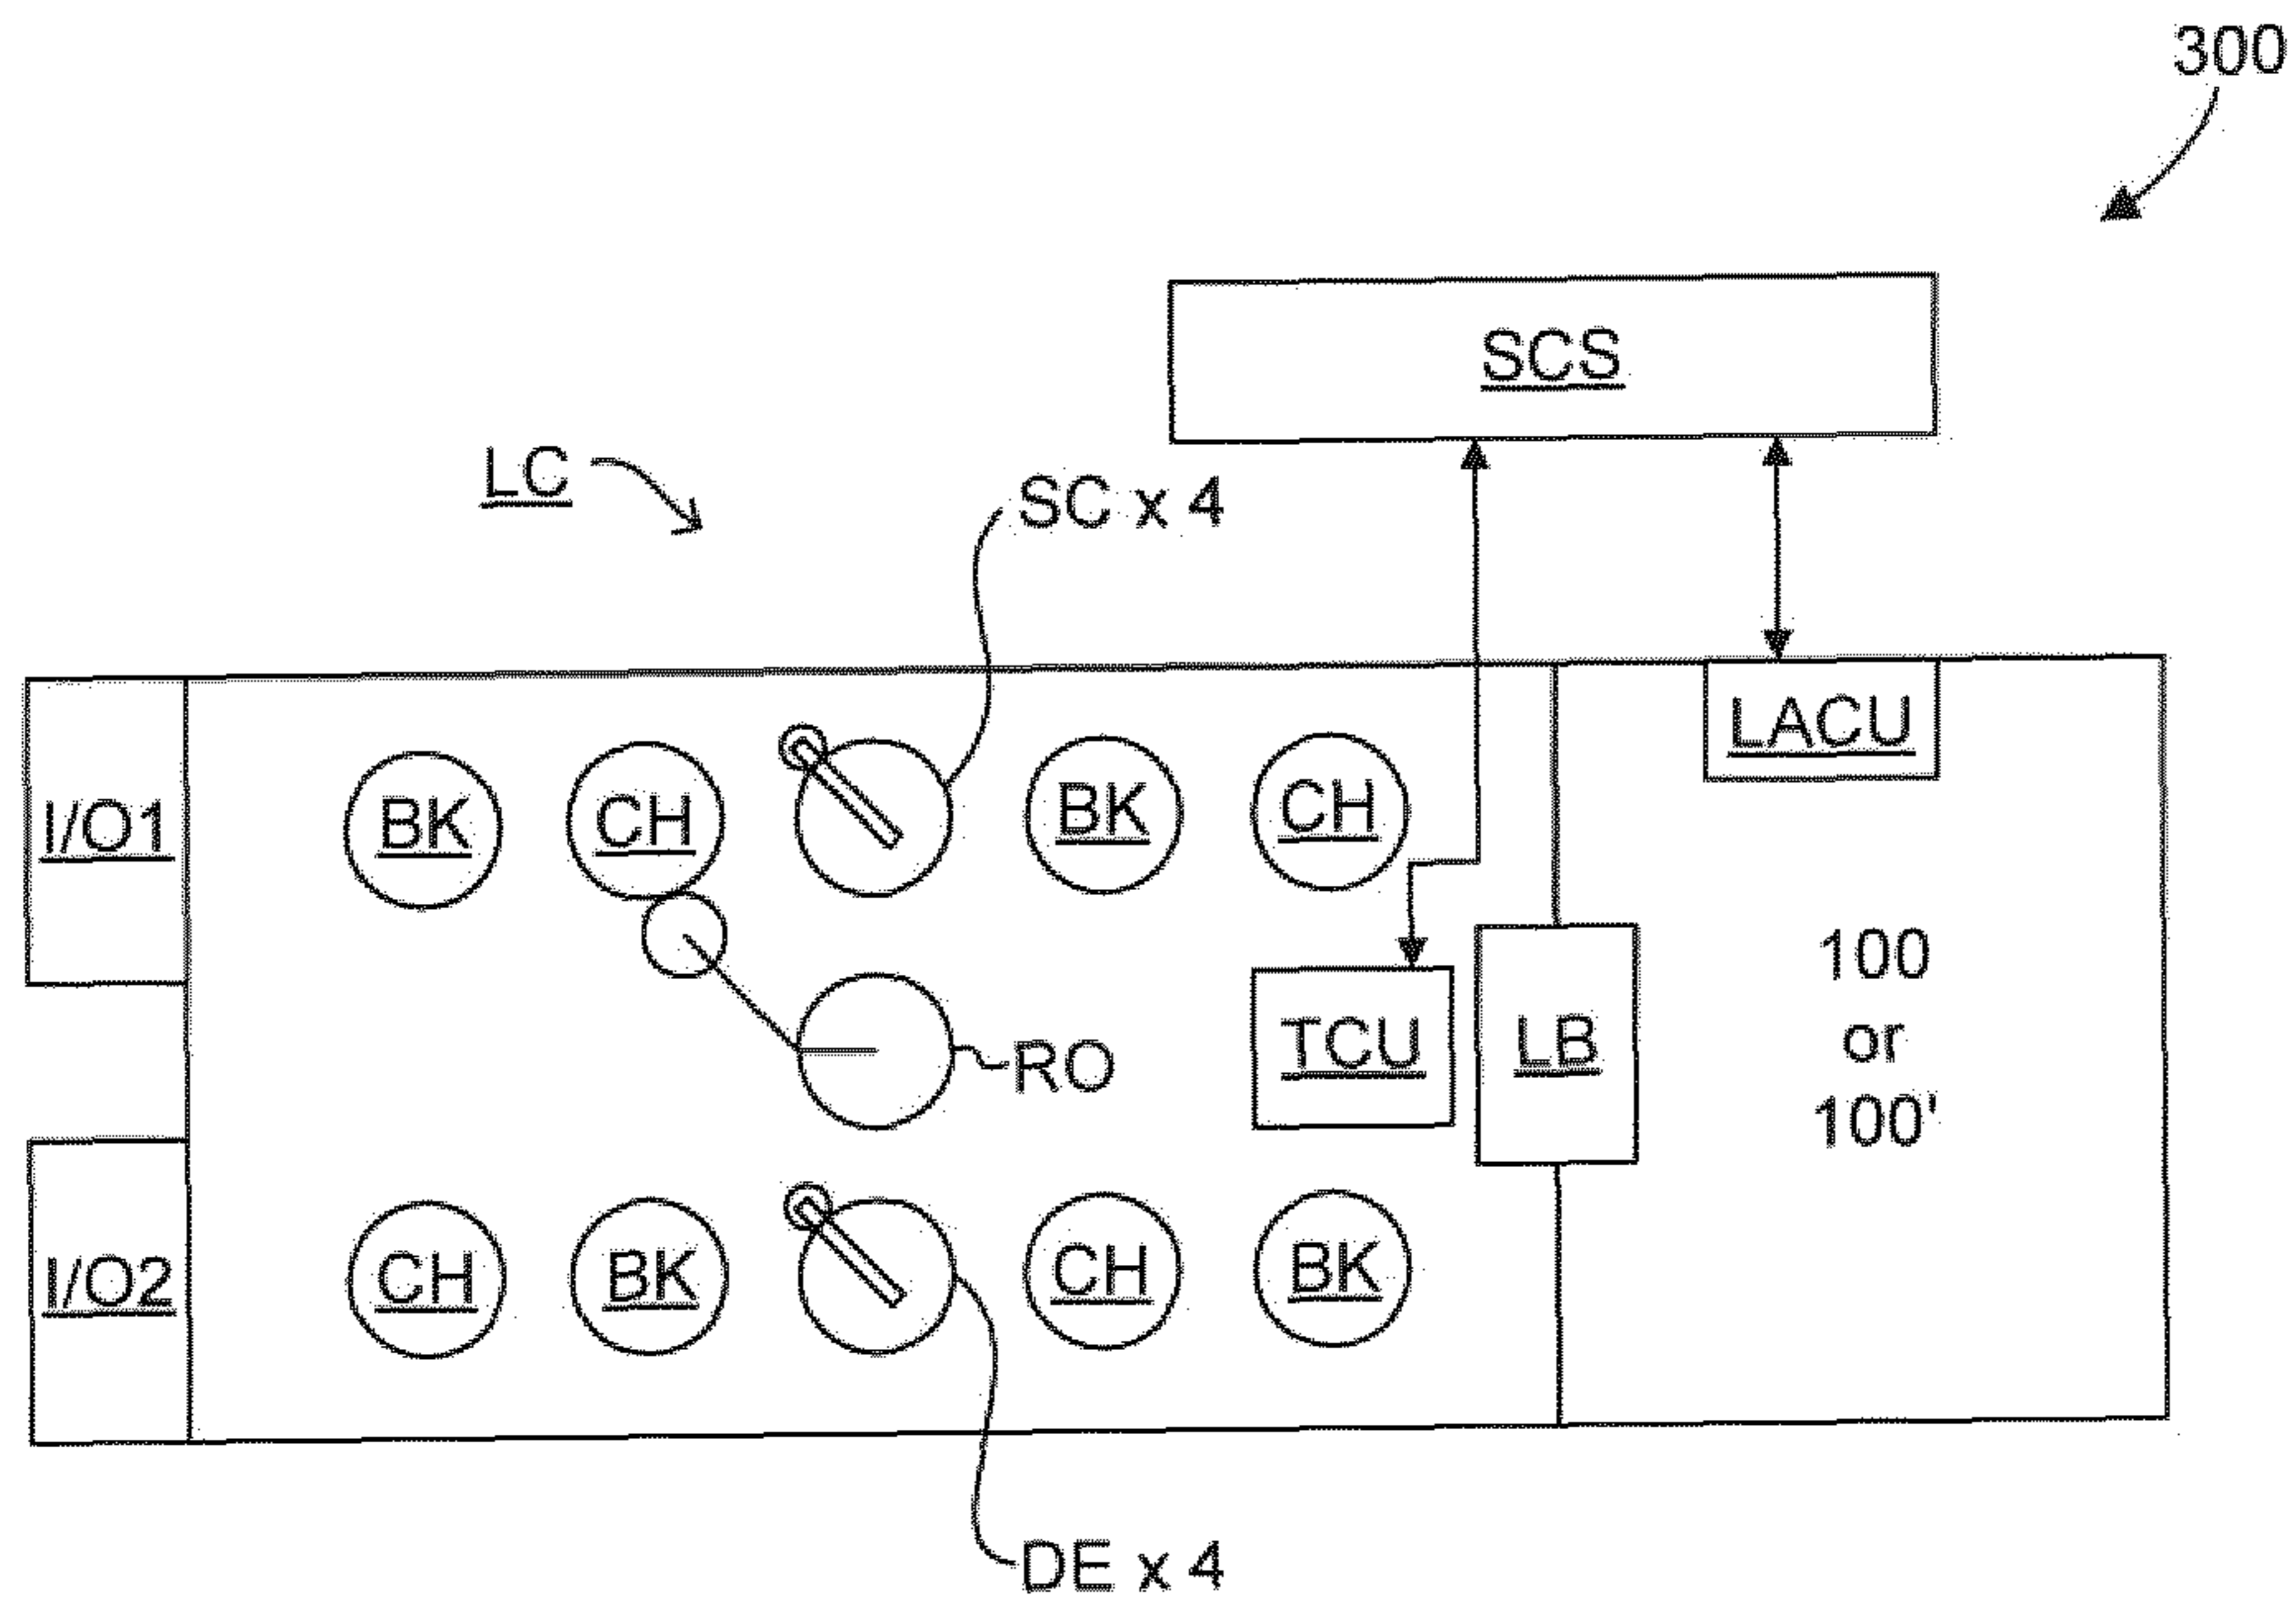 300
SCS
LC
SC x 4
LACU
I/O1
BK
CH
BK
CH
100
or
100'
TCU
LB
RO
I/O2
CH
BK
CH
BK
DE x 4